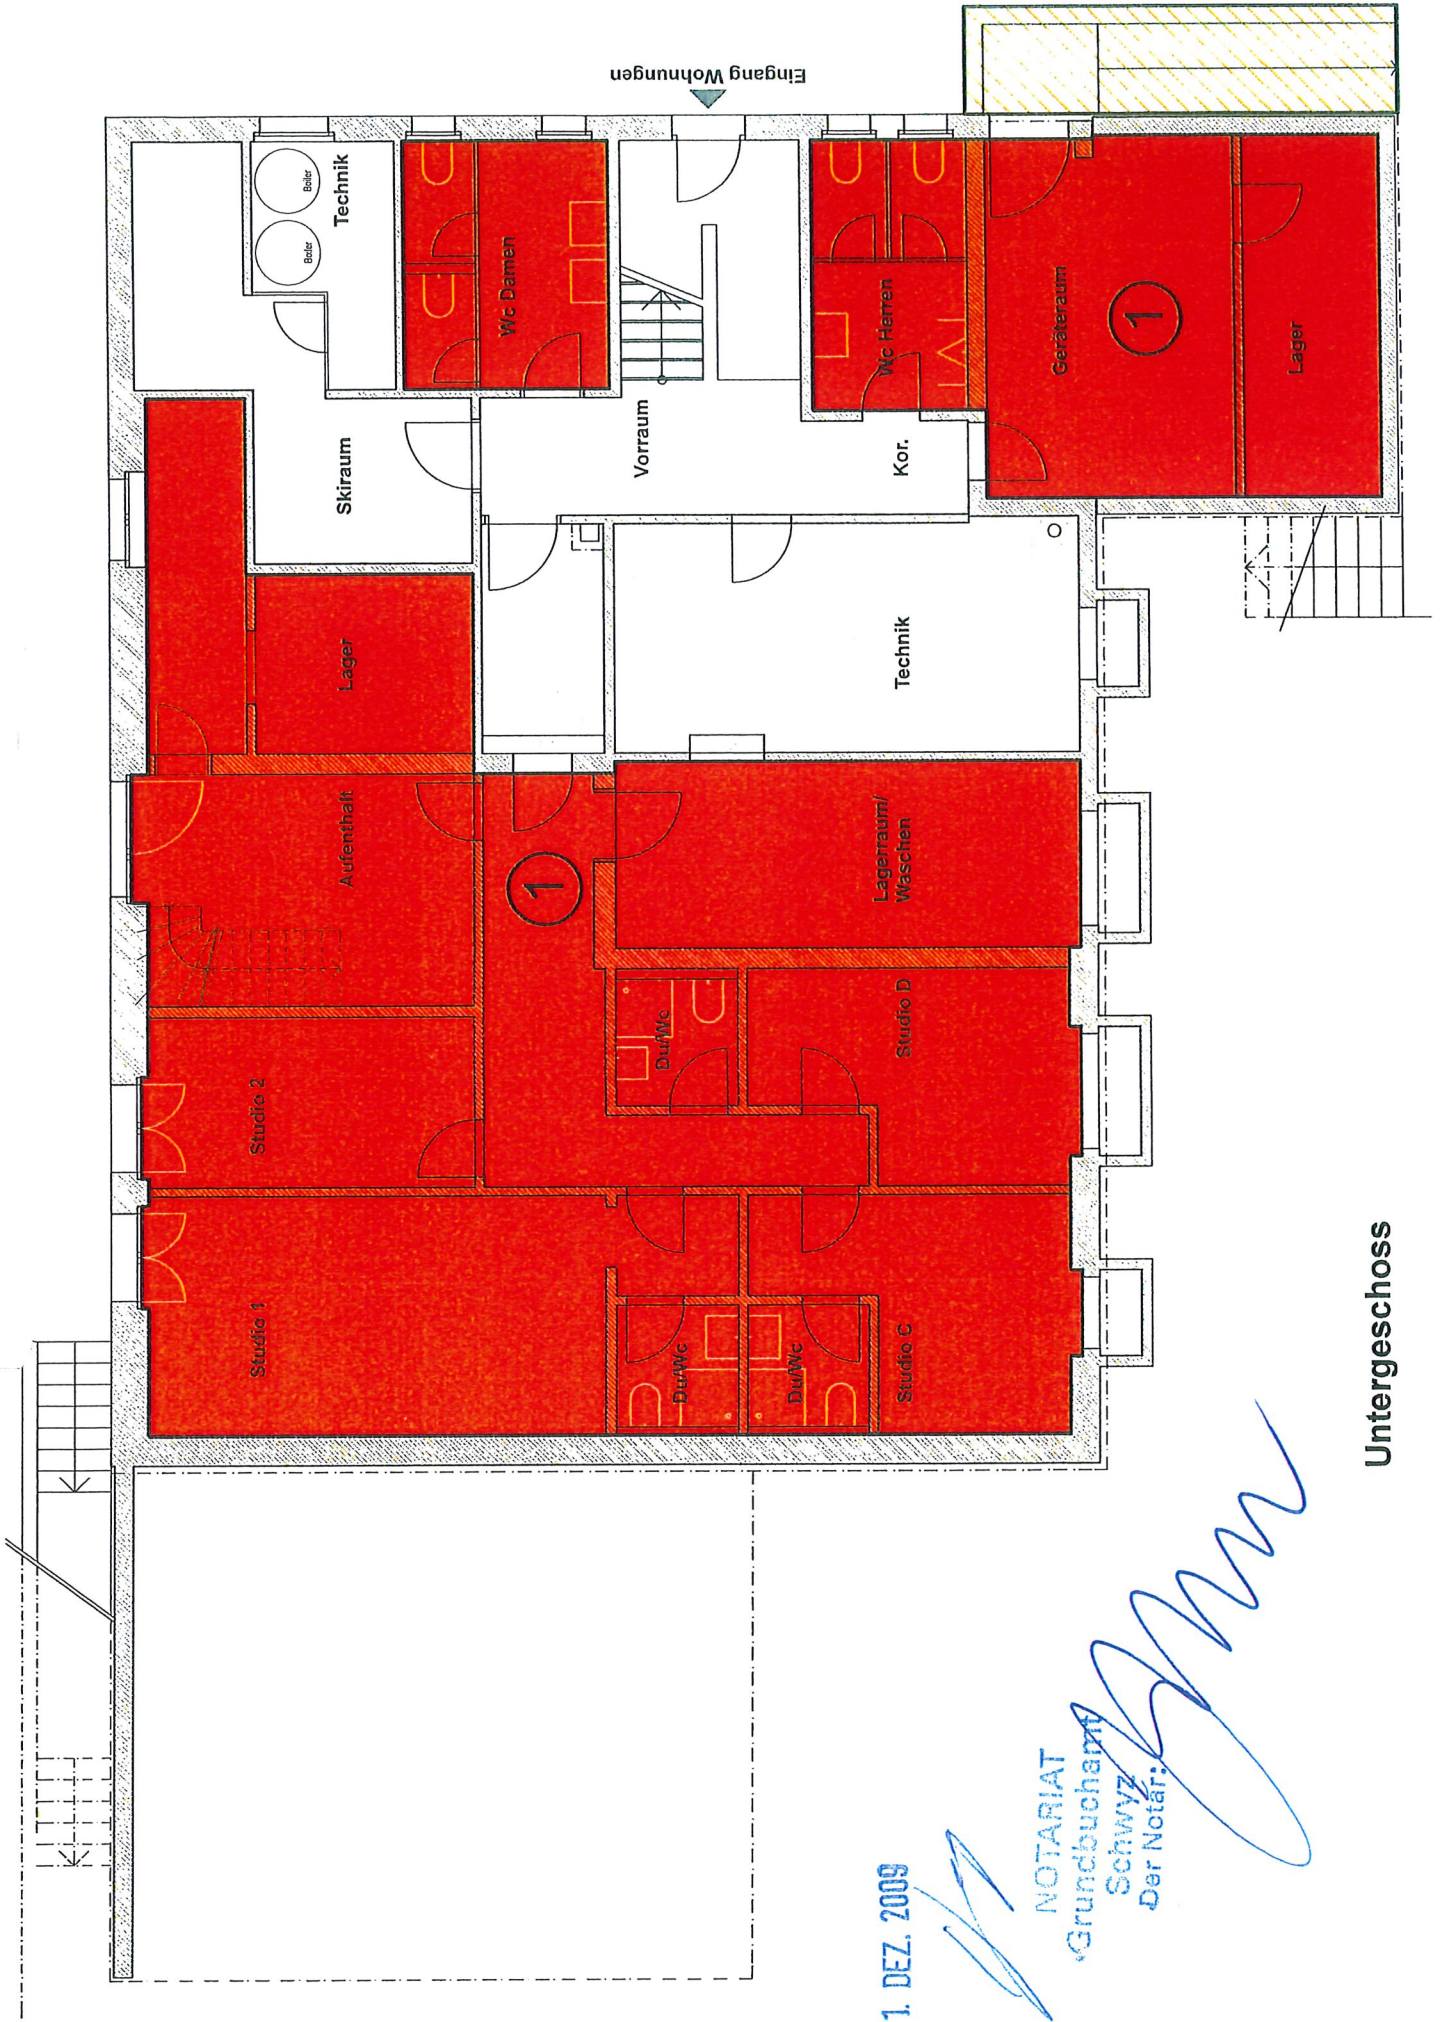 Eingang Wohnungen
Boiler
Boiler
Technik
Wc Damen
Skiraum
Vorraum
Wc Herren
Kor.
Geräteraum
1
Lager
Lager
Technik
Aufenthalt
1
Lagerraum/
Waschen
Studio 2
Du/Wc
Studio D
Studio 1
Du/Wc
Du/Wc
Studio C
Untergeschoss
1. DEZ. 2009
NOTARIAT
Grundbuchamt
Schwyz
Der Notar: